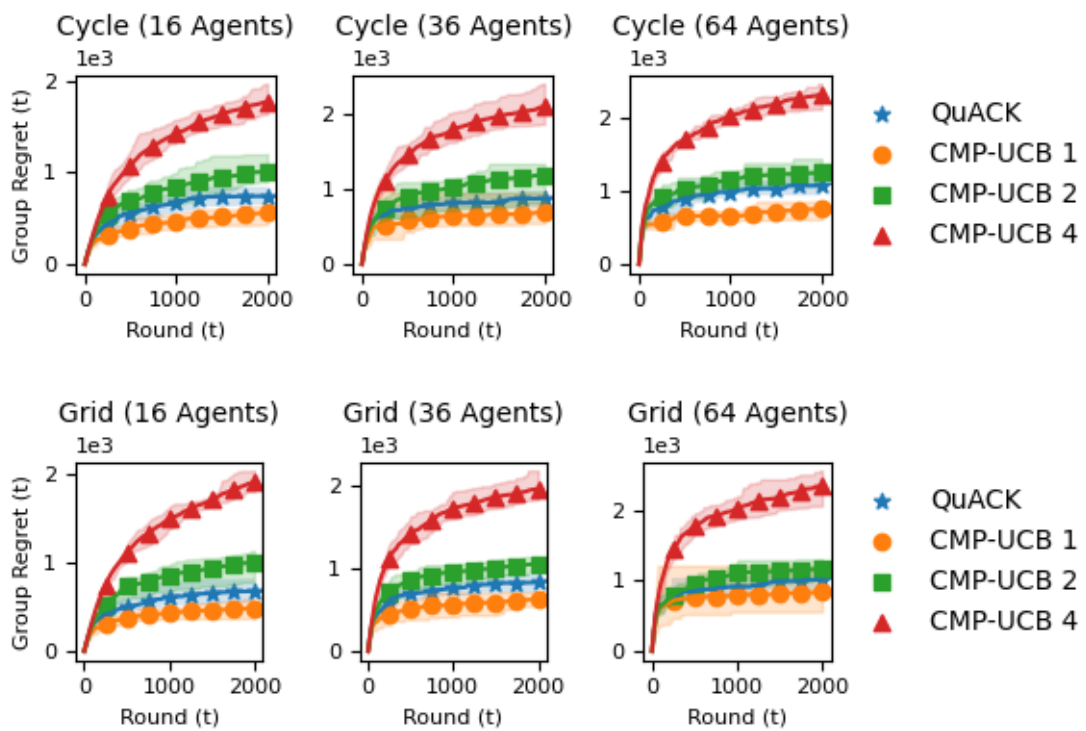 Cycle (16 Agents) Cycle (36 Agents) Cycle (64 Agents)
1e3 1e3 1e3
Group Regret (t)
2
1
0
0 1000 2000
Round (t)
2
1
0
0 1000 2000
Round (t)
2
1
0
0 1000 2000
Round (t)
QuACK
CMP-UCB 1
CMP-UCB 2
CMP-UCB 4
Grid (16 Agents) Grid (36 Agents) Grid (64 Agents)
1e3 1e3 1e3
Group Regret (t)
2
1
0
0 1000 2000
Round (t)
2
1
0
0 1000 2000
Round (t)
2
1
0
0 1000 2000
Round (t)
QuACK
CMP-UCB 1
CMP-UCB 2
CMP-UCB 4